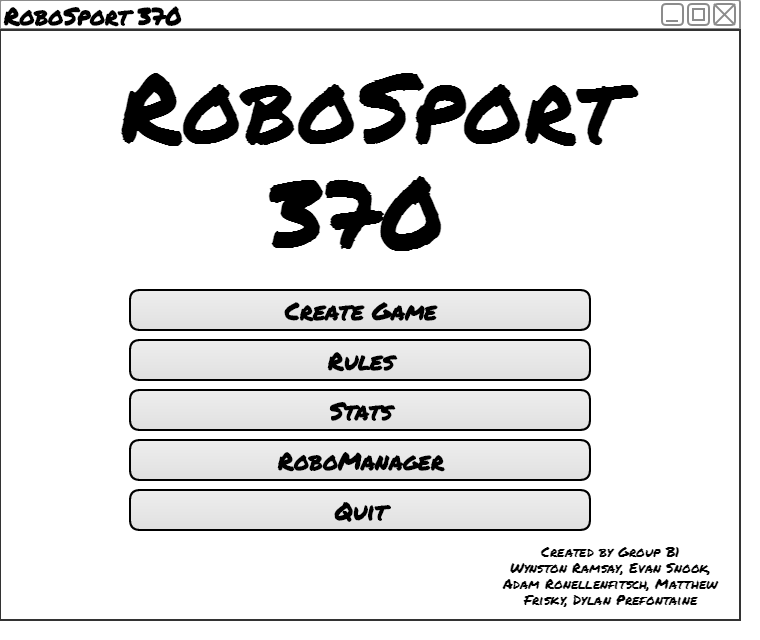 RoboSport 370
RoboSport
370
Create Game
Rules
Stats
RoboManager
Quit
Created by Group B1
Wynston Ramsay, Evan Snook,
Adam Ronellenfitsch, Matthew
Frisky, Dylan Prefontaine